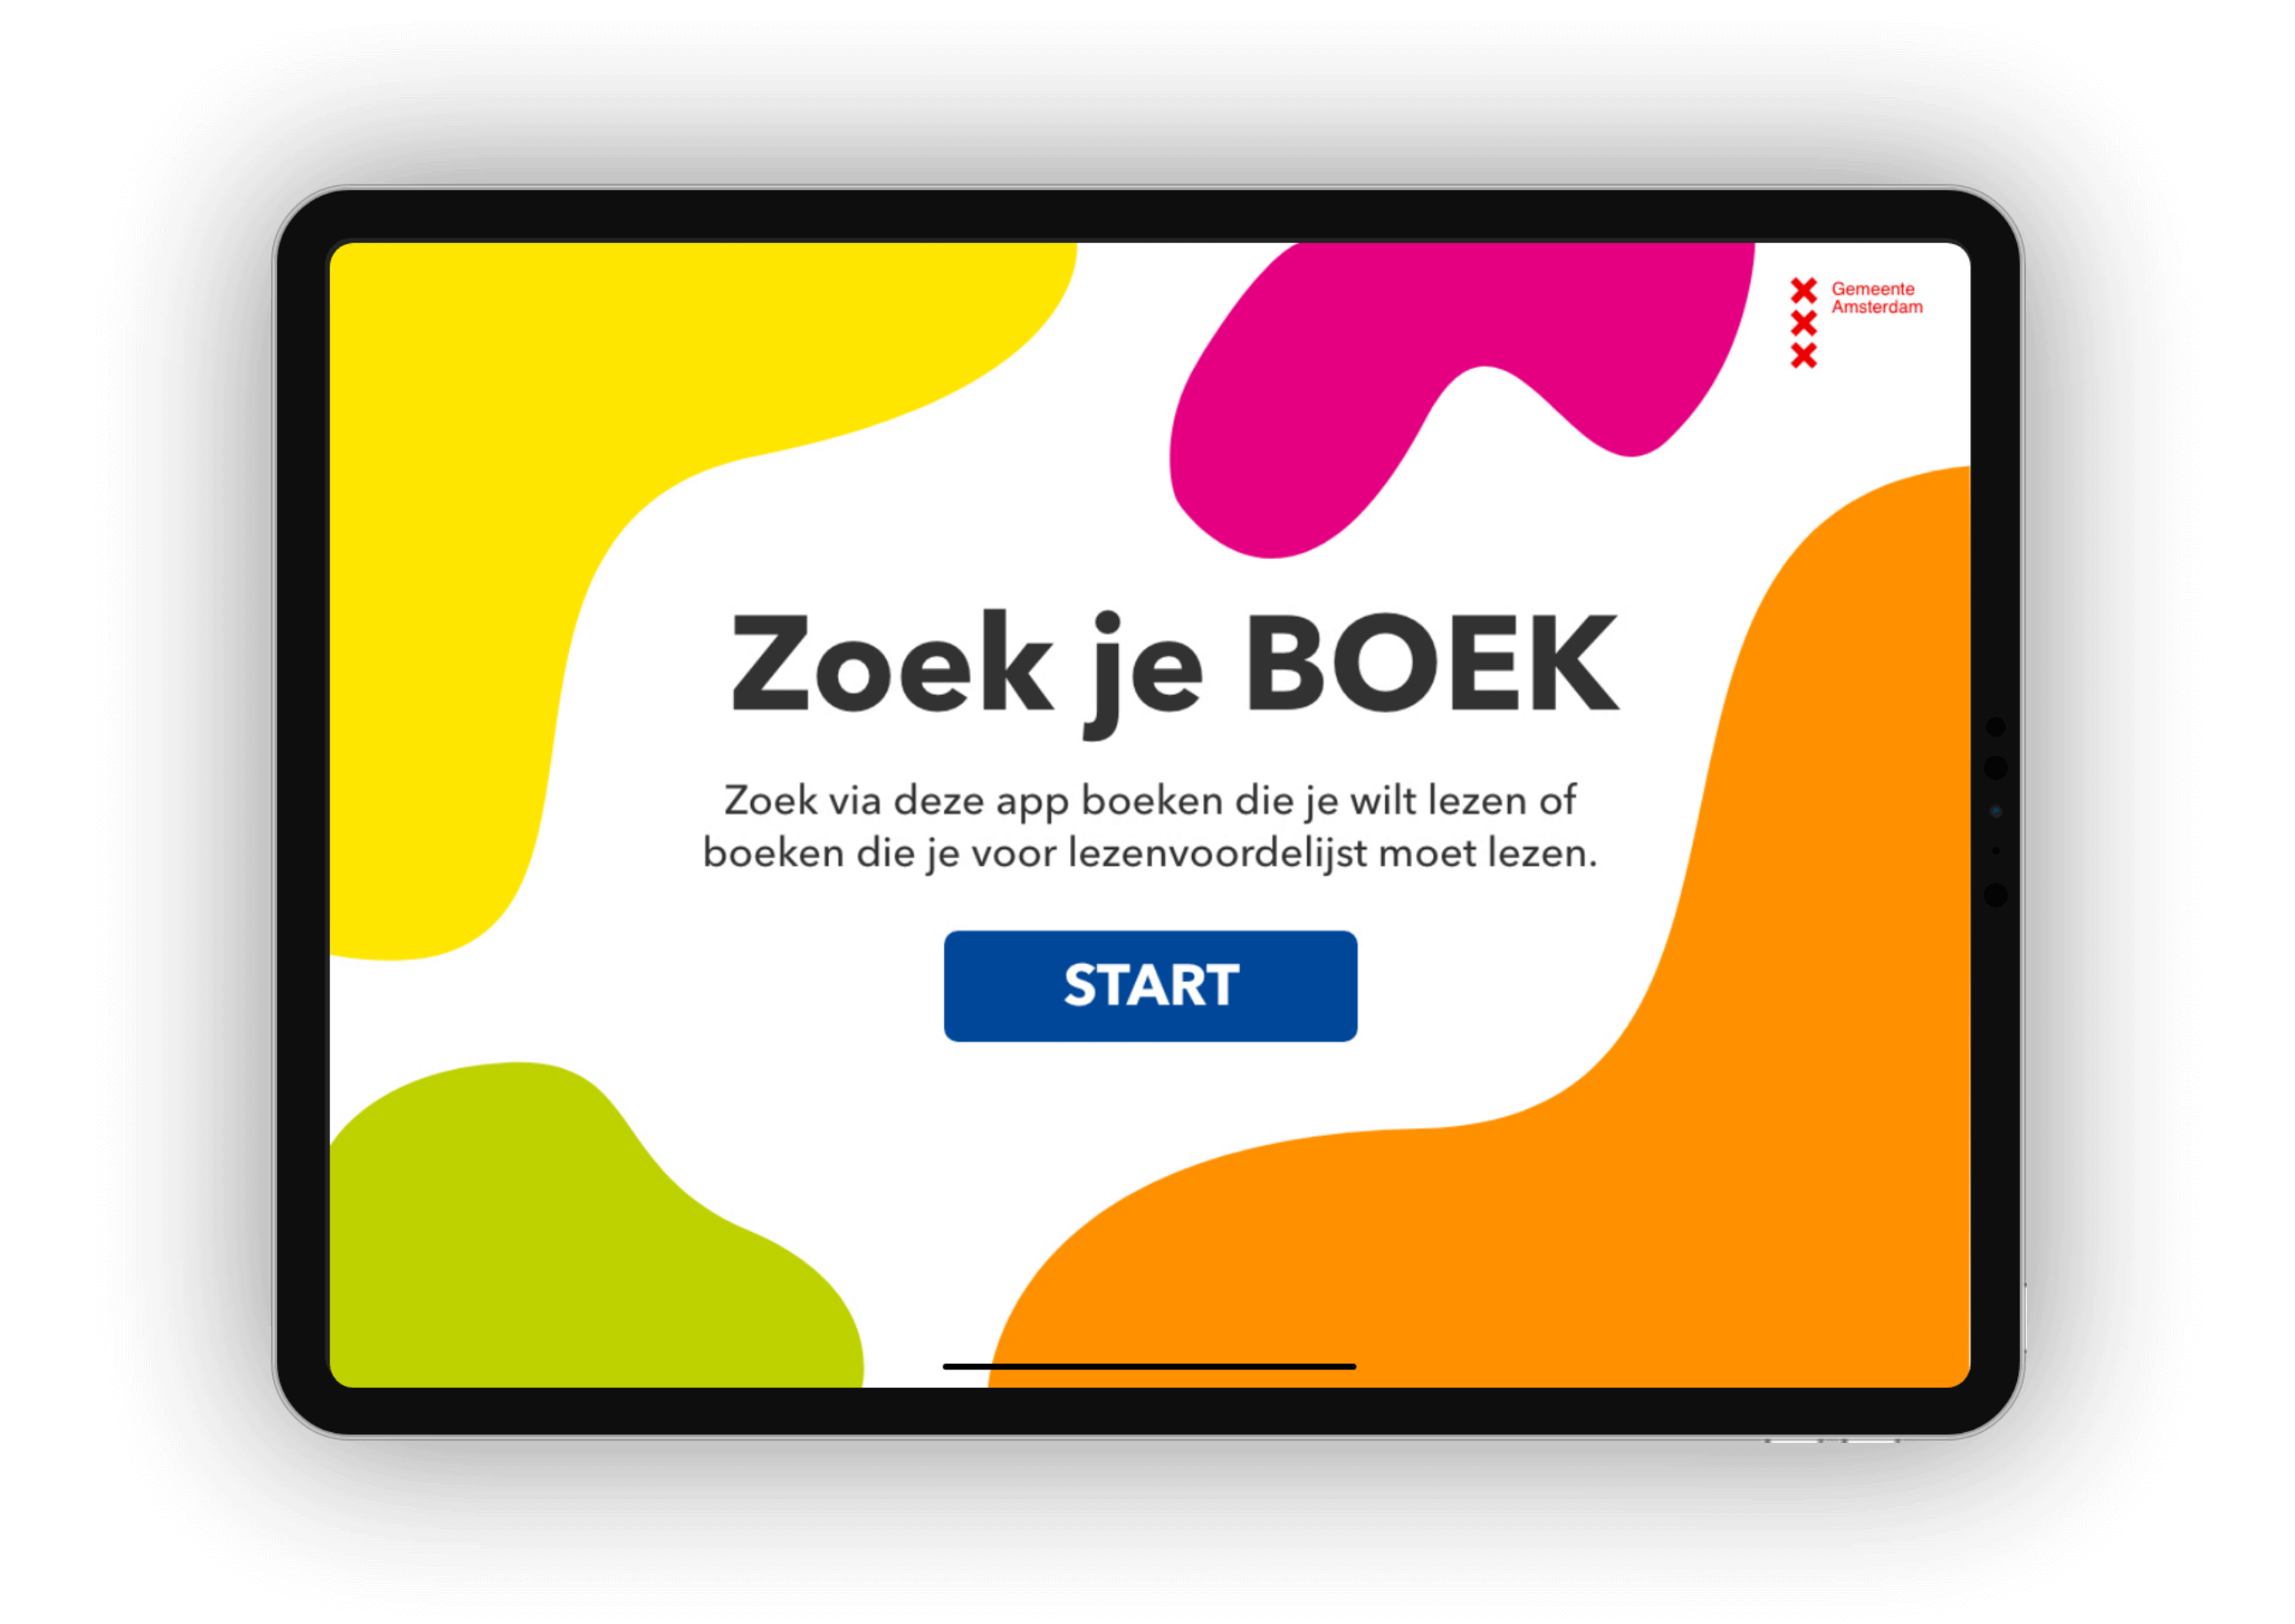 Gemeente
Amsterdam
Zoek je BOEK
Zoek via deze app boeken die je wilt lezen of
boeken die je voor lezenvoordelijst moet lezen.
START